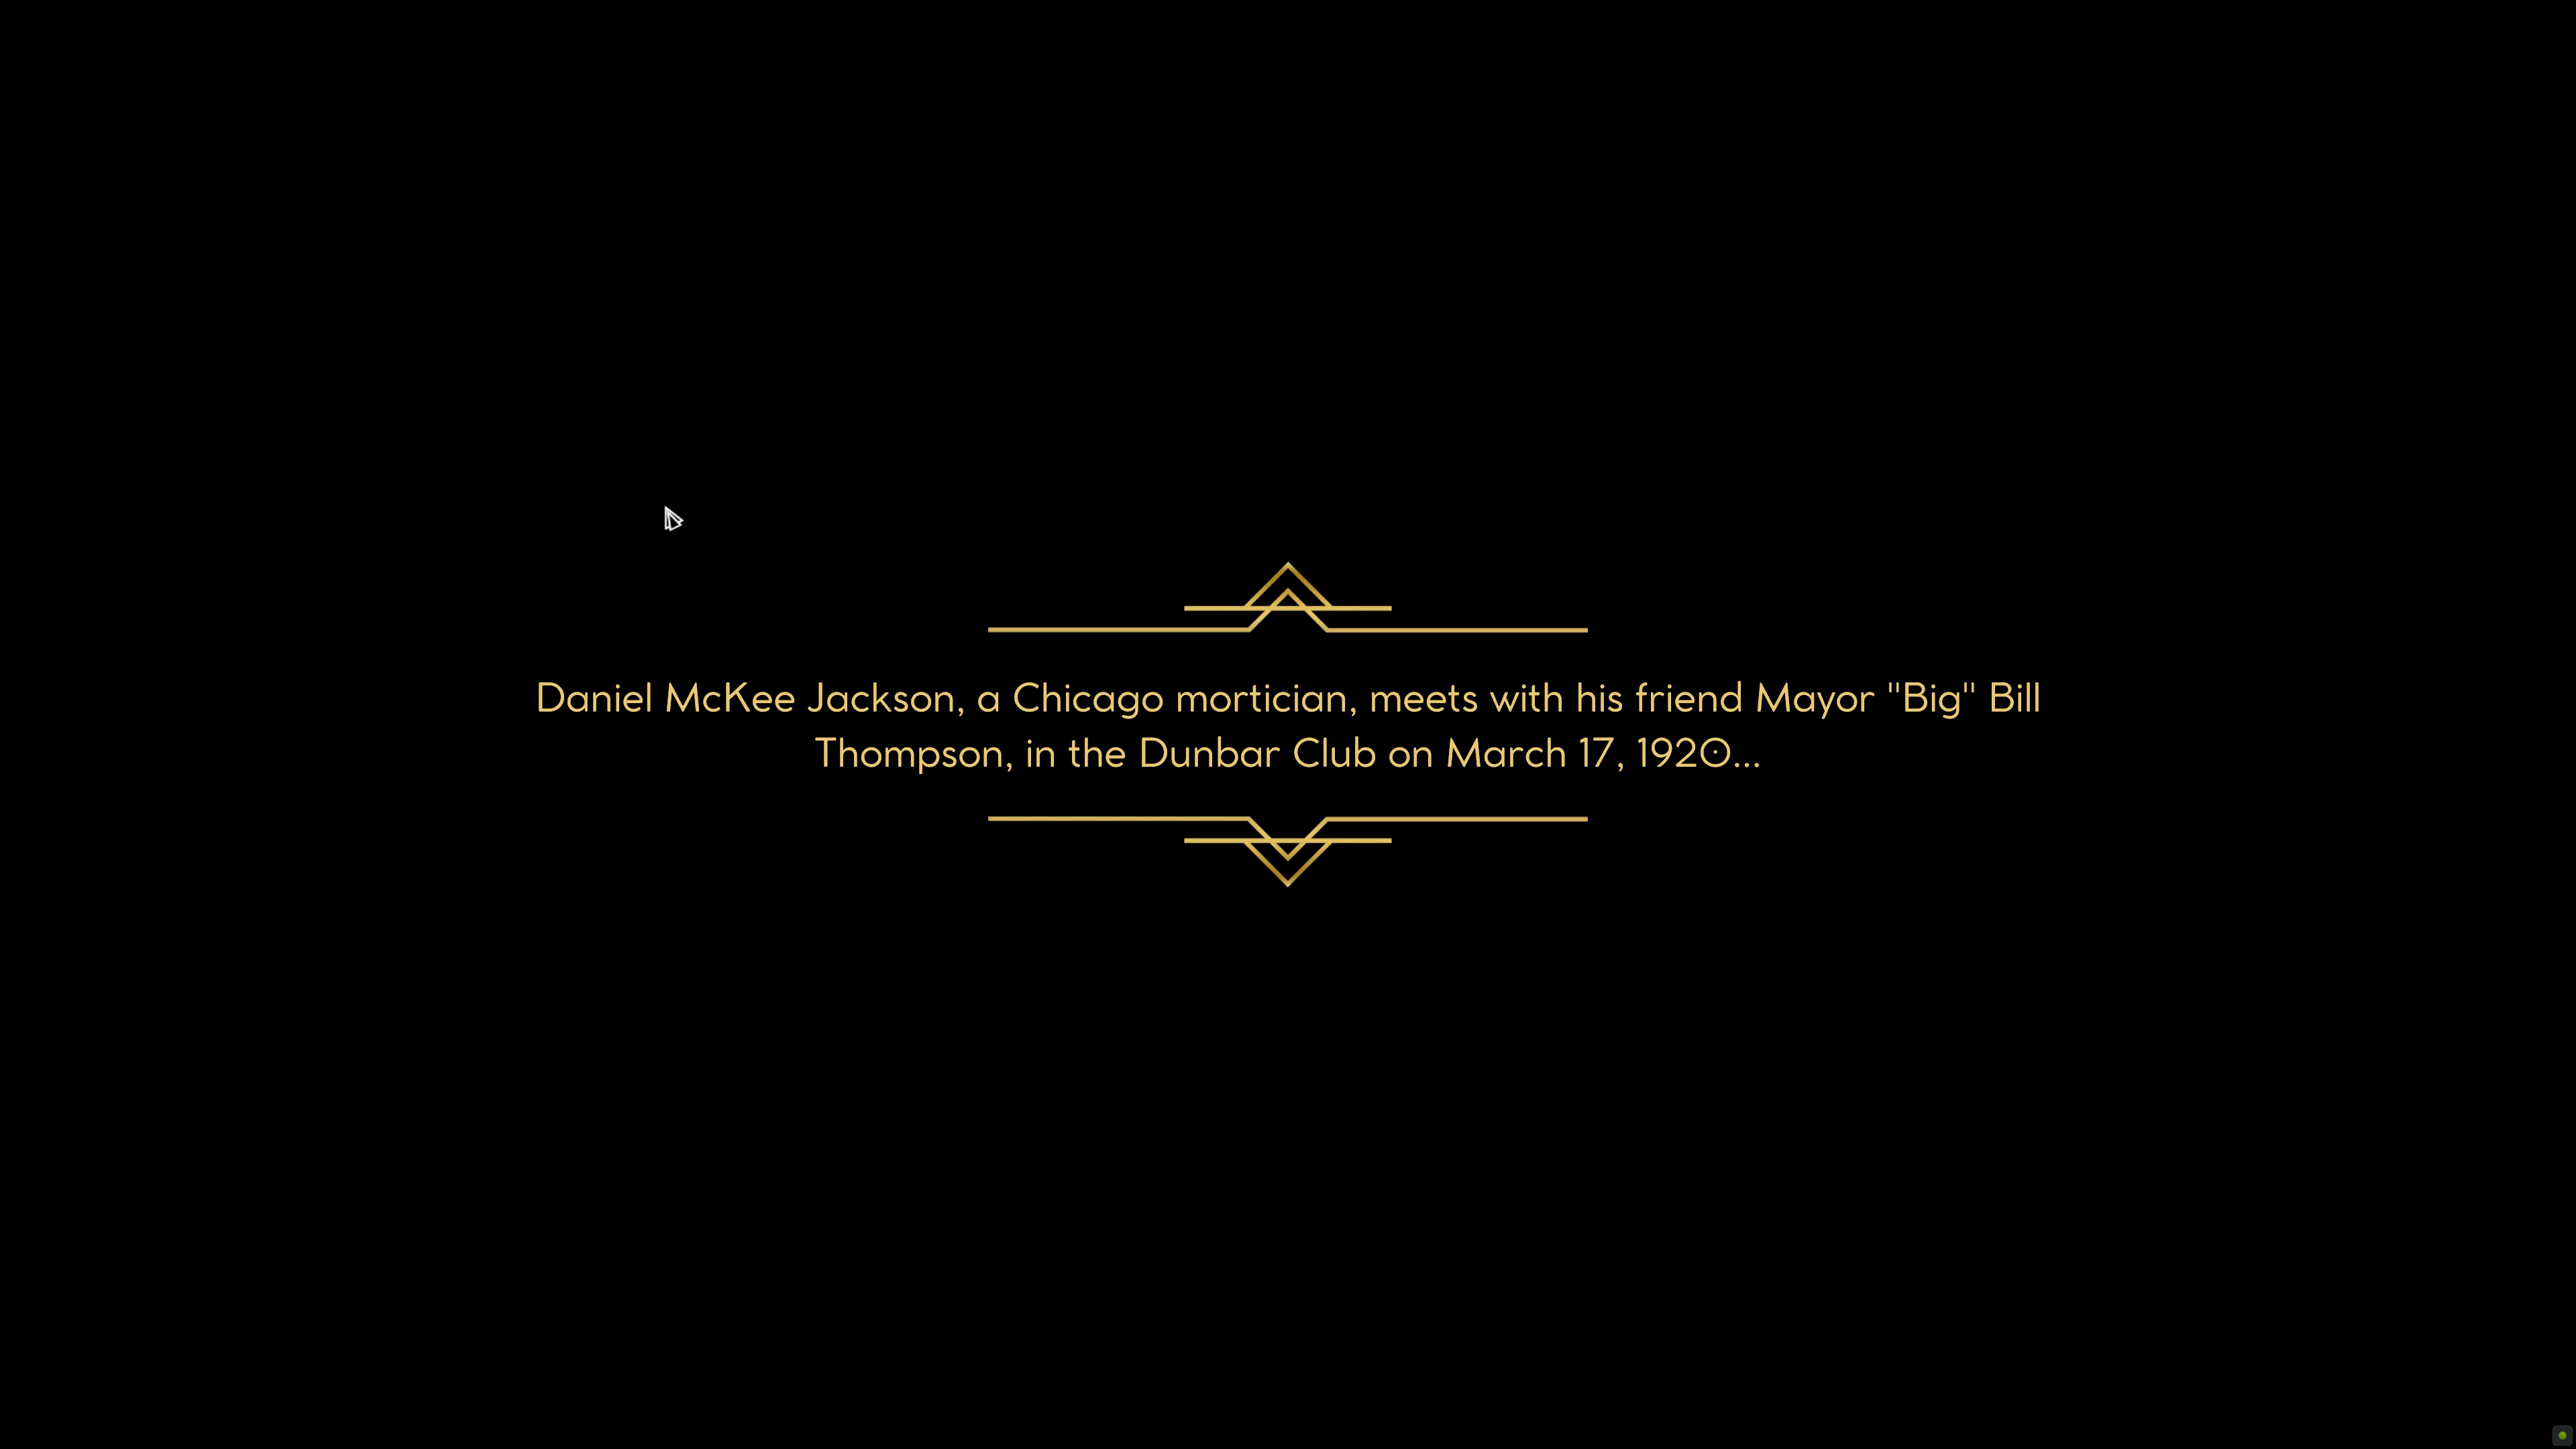 Daniel McKee Jackson, a Chicago mortician, meets with his friend Mayor "Big" Bill
Thompson, in the Dunbar Club on March 17, 1920...